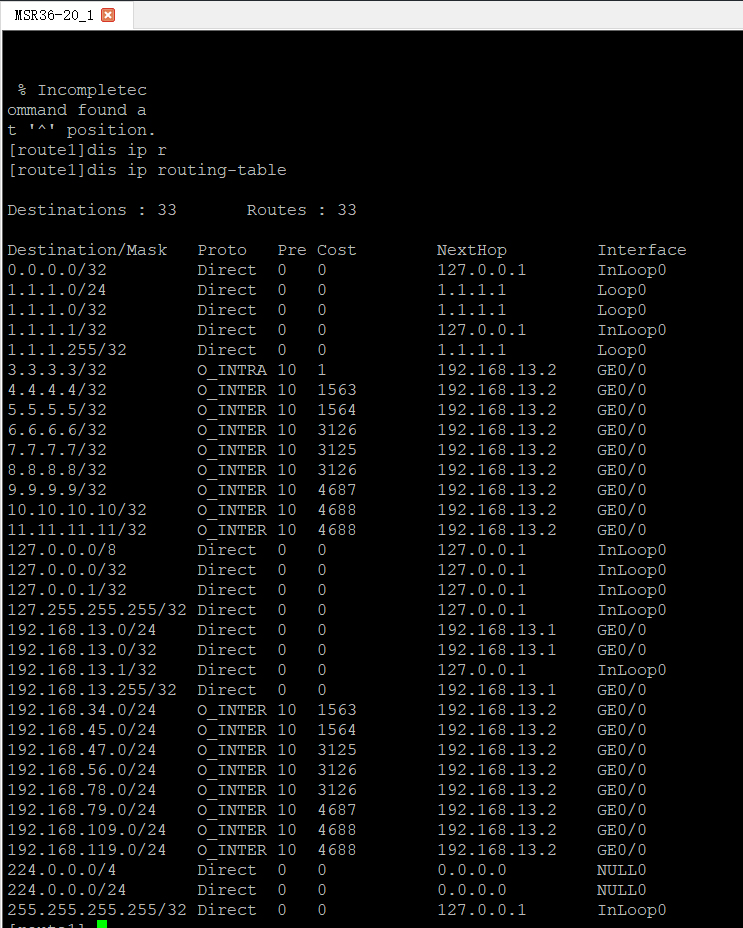 MSR36-20_1
% Incompletec
ommand found a
t '^' position.
[route1]dis ip r
[route1]dis ip routing-table
Destinations : 33 Routes : 33
Destination/Mask Proto Pre Cost NextHop Interface
0.0.0.0/32 Direct 0 0 127.0.0.1 InLoop0
1.1.1.0/24 Direct 0 0 1.1.1.1 Loop0
1.1.1.0/32 Direct 0 0 1.1.1.1 Loop0
1.1.1.1/32 Direct 0 0 127.0.0.1 InLoop0
1.1.1.255/32 Direct 0 0 1.1.1.1 Loop0
3.3.3.3/32 O_INTRA 10 1 192.168.13.2 GE0/0
4.4.4.4/32 O_INTER 10 1563 192.168.13.2 GE0/0
5.5.5.5/32 O_INTER 10 1564 192.168.13.2 GE0/0
6.6.6.6/32 O_INTER 10 3126 192.168.13.2 GE0/0
7.7.7.7/32 O_INTER 10 3125 192.168.13.2 GE0/0
8.8.8.8/32 O_INTER 10 3126 192.168.13.2 GE0/0
9.9.9.9/32 O_INTER 10 4687 192.168.13.2 GE0/0
10.10.10.10/32 O_INTER 10 4688 192.168.13.2 GE0/0
11.11.11.11/32 O_INTER 10 4688 192.168.13.2 GE0/0
127.0.0.0/8 Direct 0 0 127.0.0.1 InLoop0
127.0.0.0/32 Direct 0 0 127.0.0.1 InLoop0
127.0.0.1/32 Direct 0 0 127.0.0.1 InLoop0
127.255.255.255/32 Direct 0 0 127.0.0.1 InLoop0
192.168.13.0/24 Direct 0 0 192.168.13.1 GE0/0
192.168.13.0/32 Direct 0 0 192.168.13.1 GE0/0
192.168.13.1/32 Direct 0 0 127.0.0.1 InLoop0
192.168.13.255/32 Direct 0 0 192.168.13.1 GE0/0
192.168.34.0/24 O_INTER 10 1563 192.168.13.2 GE0/0
192.168.45.0/24 O_INTER 10 1564 192.168.13.2 GE0/0
192.168.47.0/24 O_INTER 10 3125 192.168.13.2 GE0/0
192.168.56.0/24 O_INTER 10 3126 192.168.13.2 GE0/0
192.168.78.0/24 O_INTER 10 3126 192.168.13.2 GE0/0
192.168.79.0/24 O_INTER 10 4687 192.168.13.2 GE0/0
192.168.109.0/24 O_INTER 10 4688 192.168.13.2 GE0/0
192.168.119.0/24 O_INTER 10 4688 192.168.13.2 GE0/0
224.0.0.0/4 Direct 0 0 0.0.0.0 NULL0
224.0.0.0/24 Direct 0 0 0.0.0.0 NULL0
255.255.255.255/32 Direct 0 0 127.0.0.1 InLoop0
[route1]